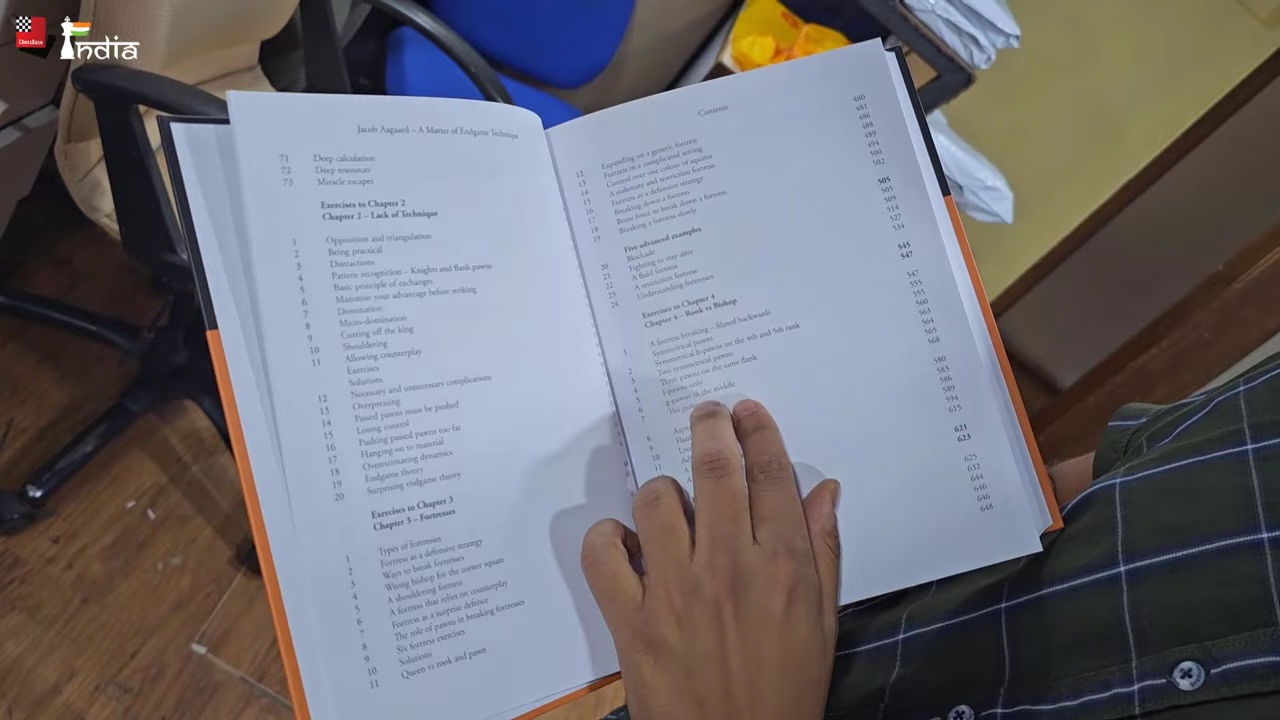 ChessBase
India
Jacob Aagaard – A Matter of Endgame Technique
71 Deep calculation
72 Deep resources
73 Miracle escapes
Exercises to Chapter 2
Chapter 2 – Lack of Technique
1 Opposition and triangulation
2 Being practical
3 Distractions
4 Pattern recognition – Knights and flank pawns
5 Basic principle of exchanges
6 Maximise your advantage before striking
7 Domination
8 Macro-domination
9 Cutting off the king
10 Shouldering
11 Allowing counterplay
Exercises
Solutions
12 Necessary and unnecessary complications
13 Overpressing
14 Passed pawns must be pushed
15 Losing control
16 Pushing passed pawns too far
17 Hanging on to material
18 Overestimating dynamics
19 Endgame theory
20 Surprising endgame theory
Exercises to Chapter 3
Chapter 3 – Fortresses
1 Types of fortresses
2 Fortress as a defensive strategy
3 Ways to break fortresses
4 Wrong bishop for the corner square
5 A shouldering fortress
6 A fortress that relies on counterplay
7 Fortress as a surprise defence
8 The role of pawns in breaking fortresses
9 Six fortress exercises
10 Solutions
11 Queen vs rook and pawn
Contents
12 Expanding on a generic fortress 480
13 Fortress in a complicated setting 481
14 Control over one colour of squares 486
15 A stalemate and restriction fortress 488
16 Fortress as a defensive strategy 489
17 Breaking down a fortress 494
18 Brute force to break down a fortress 500
19 Breaking a fortress slowly 502
Five advanced examples 505
20 Blockade 505
21 Fighting to stay alive 509
22 A fluid fortress 514
23 A restriction fortress 527
24 Understanding fortresses 534
Exercises to Chapter 4 545
Chapter 4 – Rook vs Bishop 547
A fortress breaking – filmed backwards 547
1 Symmetrical pawns 555
2 Symmetrical h-pawns on the 4th and 5th rank 555
3 Two symmetrical pawns 560
4 Three pawns on the same flank 563
5 f-pawns only 564
6 g-pawns in the middle 565
7 The 568
8 580
9 583
10 586
11 589
594
615
621
623
625
632
644
646
646
648